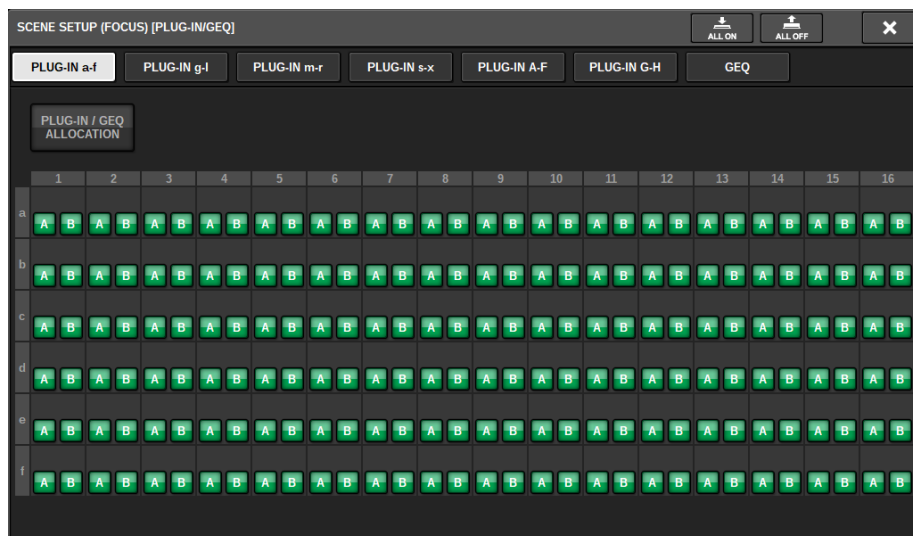 SCENE SETUP (FOCUS) [PLUG-IN/GEQ] ALL ON ALL OFF
PLUG-IN a-f PLUG-IN g-l PLUG-IN m-r PLUG-IN s-x PLUG-IN A-F PLUG-IN G-H GEQ
PLUG-IN / GEQ
ALLOCATION
1 2 3 4 5 6 7 8 9 10 11 12 13 14 15 16
a A B A B A B A B A B A B A B A B A B A B A B A B A B A B A B A B
b A B A B A B A B A B A B A B A B A B A B A B A B A B A B A B A B
c A B A B A B A B A B A B A B A B A B A B A B A B A B A B A B A B
d A B A B A B A B A B A B A B A B A B A B A B A B A B A B A B A B
e A B A B A B A B A B A B A B A B A B A B A B A B A B A B A B A B
f A B A B A B A B A B A B A B A B A B A B A B A B A B A B A B A B